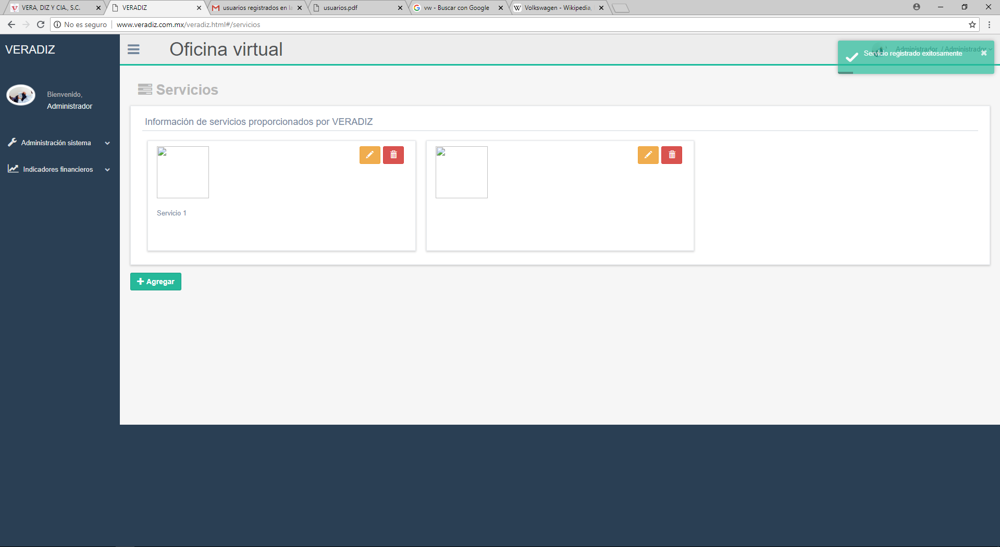 VERA, DIZ Y CIA., S.C.
VERADIZ
usuarios registrados en la
usuarios.pdf
vw - Buscar con Google
Volkswagen - Wikipedia,
No es seguro
www.veradiz.com.mx/veradiz.html#/servicios
VERADIZ
Oficina virtual
Administrador / Administrador
Servicio registrado exitosamente
Bienvenido,
Administrador
Administración sistema
Indicadores financieros
Servicios
Información de servicios proporcionados por VERADIZ
Servicio 1
Agregar